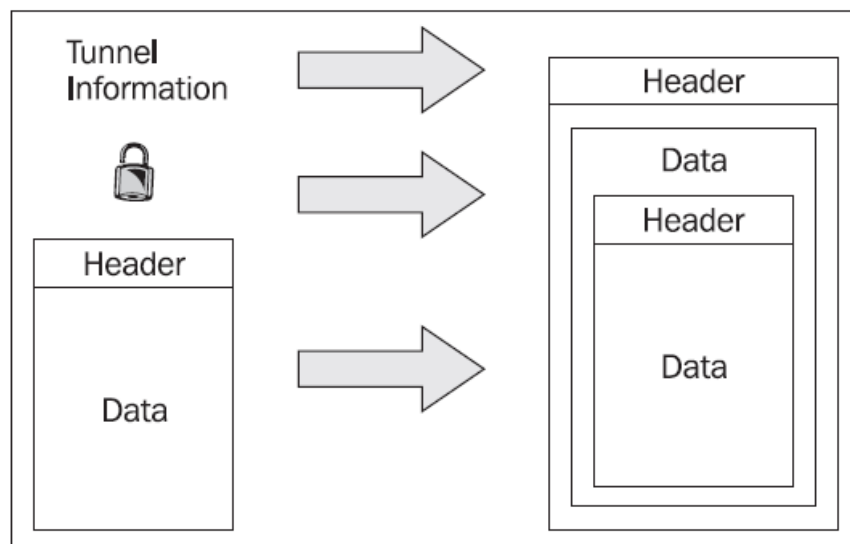 Tunnel
Information
Header
Data
Header
Data
Header
Data